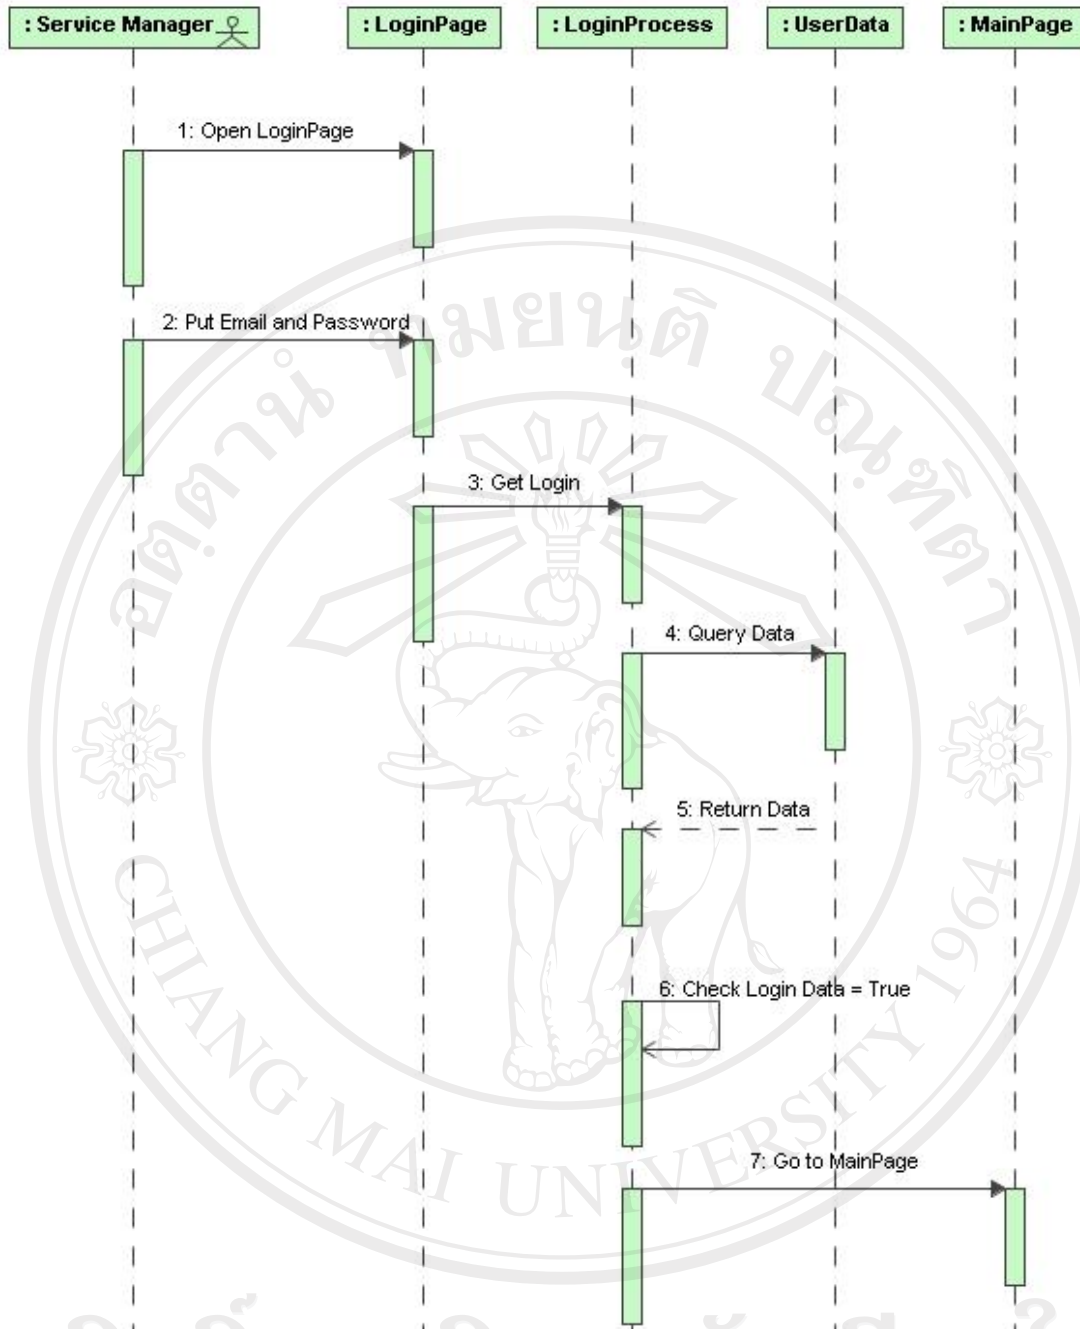 : Service Manager
: LoginPage
: LoginProcess
: UserData
: MainPage
1: Open LoginPage
2: Put Email and Password
3: Get Login
4: Query Data
5: Return Data
6: Check Login Data = True
7: Go to MainPage
CHIANG MAI UNIVERSITY 1964